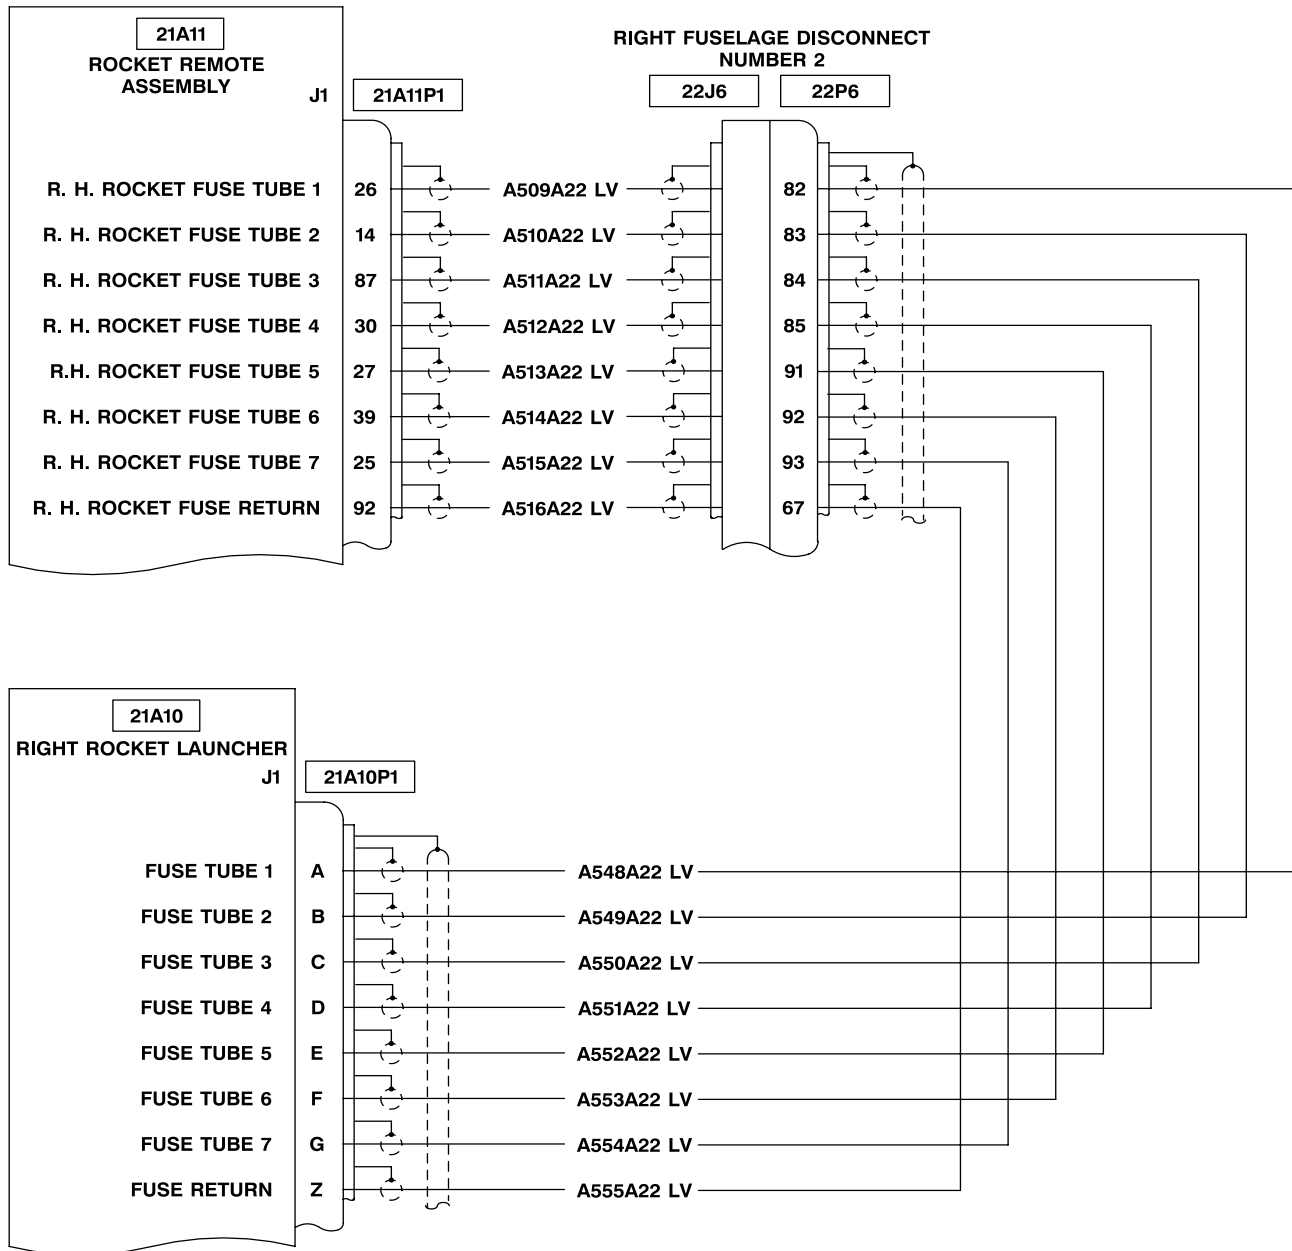 21A11
ROCKET REMOTE
ASSEMBLY
J1
21A11P1
RIGHT FUSELAGE DISCONNECT
NUMBER 2
22J6 22P6
R. H. ROCKET FUSE TUBE 1 26 A509A22 LV 82
R. H. ROCKET FUSE TUBE 2 14 A510A22 LV 83
R. H. ROCKET FUSE TUBE 3 87 A511A22 LV 84
R. H. ROCKET FUSE TUBE 4 30 A512A22 LV 85
R.H. ROCKET FUSE TUBE 5 27 A513A22 LV 91
R. H. ROCKET FUSE TUBE 6 39 A514A22 LV 92
R. H. ROCKET FUSE TUBE 7 25 A515A22 LV 93
R. H. ROCKET FUSE RETURN 92 A516A22 LV 67
21A10
RIGHT ROCKET LAUNCHER
J1
21A10P1
FUSE TUBE 1 A A548A22 LV
FUSE TUBE 2 B A549A22 LV
FUSE TUBE 3 C A550A22 LV
FUSE TUBE 4 D A551A22 LV
FUSE TUBE 5 E A552A22 LV
FUSE TUBE 6 F A553A22 LV
FUSE TUBE 7 G A554A22 LV
FUSE RETURN Z A555A22 LV